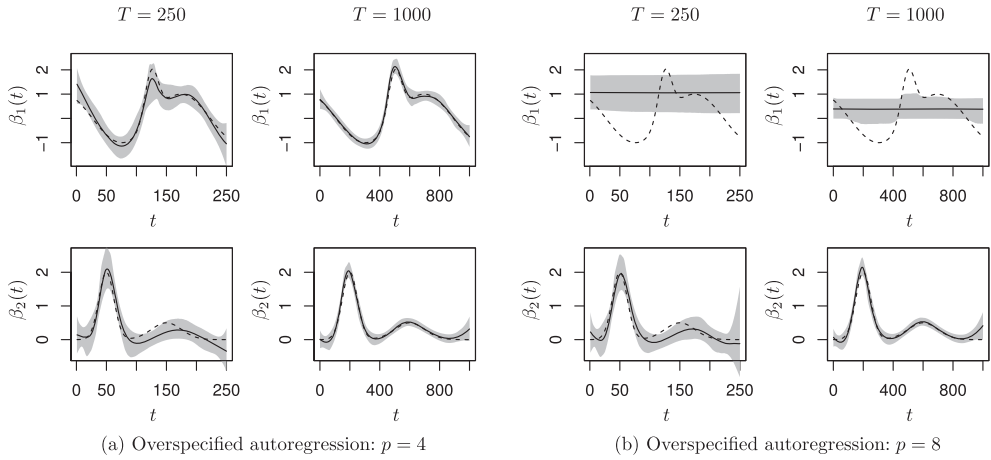 T = 250 T = 1000 T = 250 T = 1000
β₁(t) −1 1 2 0 50 150 250 t
β₁(t) −1 1 2 0 400 800 t
β₁(t) −1 1 2 0 50 150 250 t
β₁(t) −1 1 2 0 400 800 t
β₂(t) 0 1 2 0 50 150 250 t
β₂(t) 0 1 2 0 400 800 t
β₂(t) 0 1 2 0 50 150 250 t
β₂(t) 0 1 2 0 400 800 t
(a) Overspecified autoregression: p = 4
(b) Overspecified autoregression: p = 8